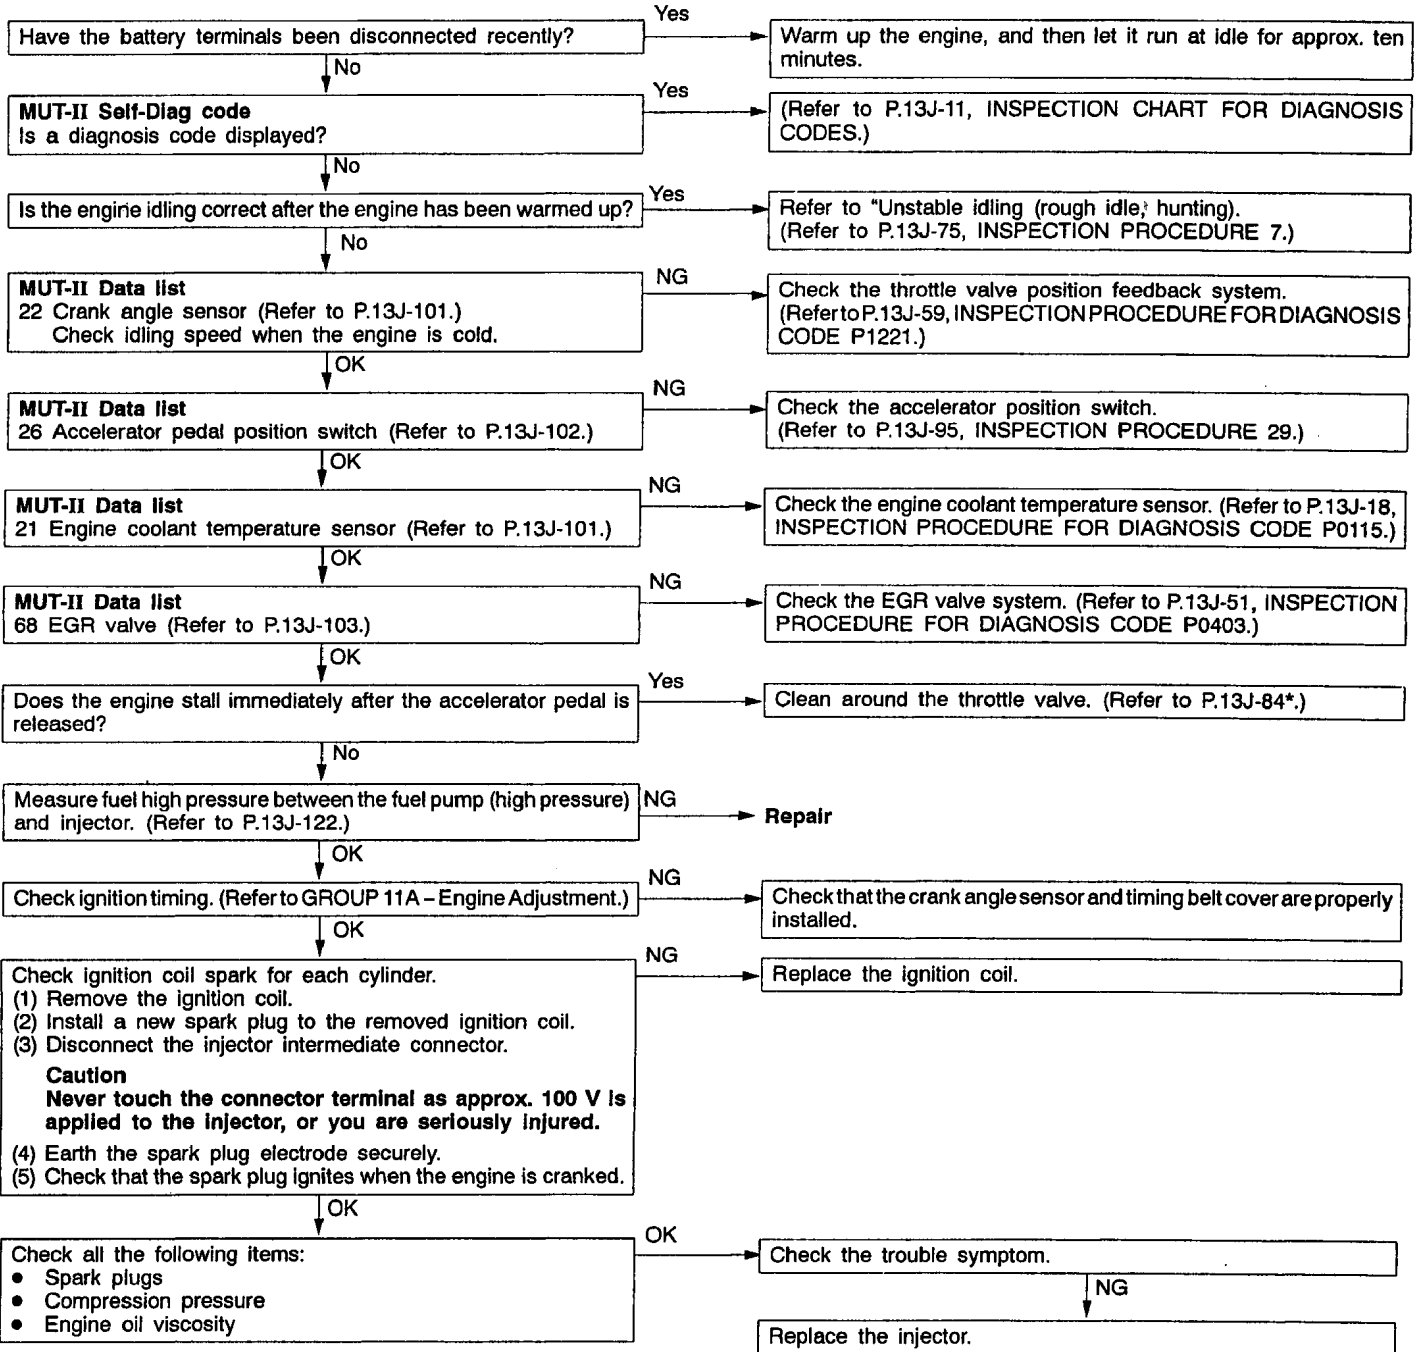 Have the battery terminals been disconnected recently?
Yes
Warm up the engine, and then let it run at idle for approx. ten
minutes.
No
MUT-II Self-Diag code
Is a diagnosis code displayed?
Yes
(Refer to P.13J-11, INSPECTION CHART FOR DIAGNOSIS
CODES.)
No
Is the engine idling correct after the engine has been warmed up?
Yes
Refer to “Unstable idling (rough idle, hunting).
(Refer to P.13J-75, INSPECTION PROCEDURE 7.)
No
MUT-II Data list
22 Crank angle sensor (Refer to P.13J-101.)
Check idling speed when the engine is cold.
NG
Check the throttle valve position feedback system.
(Refer to P.13J-59, INSPECTION PROCEDURE FOR DIAGNOSIS
CODE P1221.)
OK
MUT-II Data list
26 Accelerator pedal position switch (Refer to P.13J-102.)
NG
Check the accelerator position switch.
(Refer to P.13J-95, INSPECTION PROCEDURE 29.)
OK
MUT-II Data list
21 Engine coolant temperature sensor (Refer to P.13J-101.)
NG
Check the engine coolant temperature sensor. (Refer to P.13J-18,
INSPECTION PROCEDURE FOR DIAGNOSIS CODE P0115.)
OK
MUT-II Data list
68 EGR valve (Refer to P.13J-103.)
NG
Check the EGR valve system. (Refer to P.13J-51, INSPECTION
PROCEDURE FOR DIAGNOSIS CODE P0403.)
OK
Does the engine stall immediately after the accelerator pedal is
released?
Yes
Clean around the throttle valve. (Refer to P.13J-84*.)
No
Measure fuel high pressure between the fuel pump (high pressure)
and injector. (Refer to P.13J-122.)
NG
Repair
OK
Check ignition timing. (Refer to GROUP 11A – Engine Adjustment.)
NG
Check that the crank angle sensor and timing belt cover are properly
installed.
OK
Check ignition coil spark for each cylinder.
(1) Remove the ignition coil.
(2) Install a new spark plug to the removed ignition coil.
(3) Disconnect the injector intermediate connector.
Caution
Never touch the connector terminal as approx. 100 V is
applied to the injector, or you are seriously injured.
(4) Earth the spark plug electrode securely.
(5) Check that the spark plug ignites when the engine is cranked.
NG
Replace the ignition coil.
OK
Check all the following items:
● Spark plugs
● Compression pressure
● Engine oil viscosity
OK
Check the trouble symptom.
NG
Replace the injector.